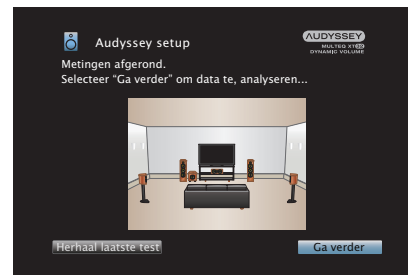 Audyssey setup
AUDYSSEY
MULTEQ XT32
DYNAMIC VOLUME
Metingen afgerond.
Selecteer “Ga verder” om data te, analyseren...
Herhaal laatste test
Ga verder